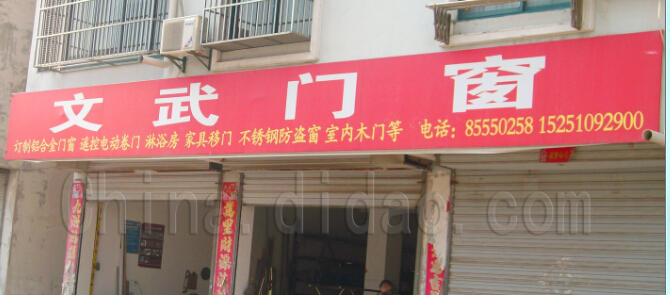 文武门窗
订制铝合金门窗 遥控电动卷门 淋浴房 家具移门 不锈钢防盗窗 室内木门等 电话：85550258 15251092900
China.didao.com